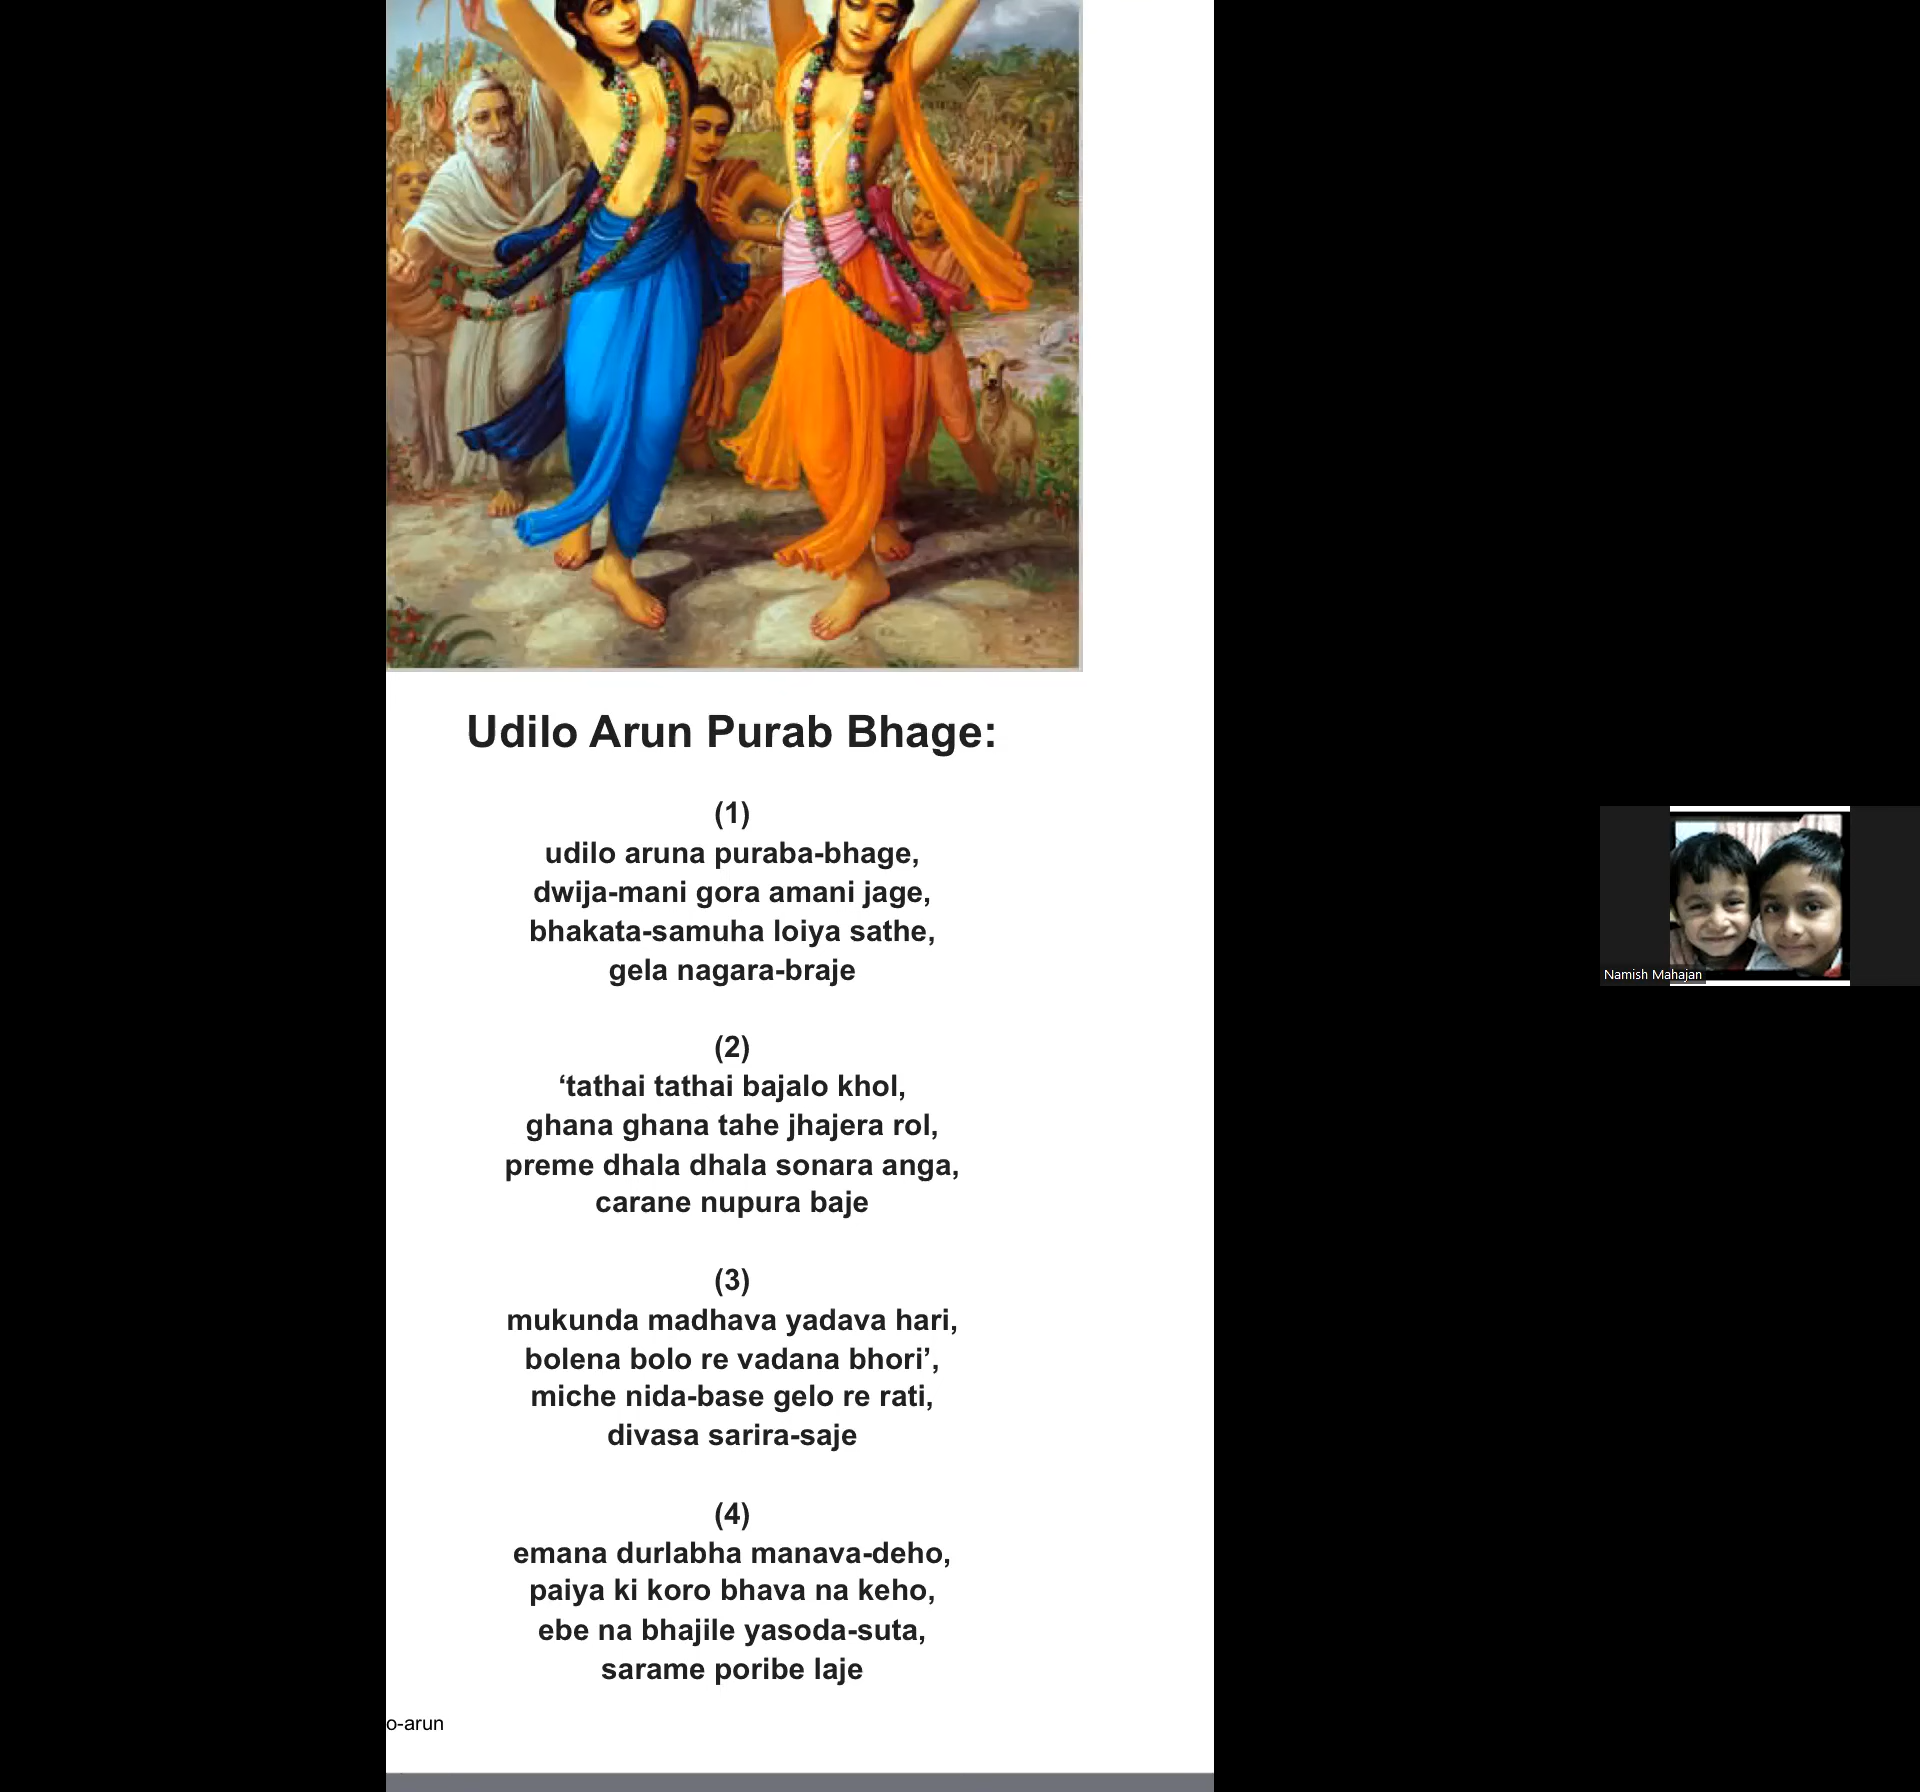 Udilo Arun Purab Bhage:
(1)
udilo aruna puraba-bhage,
dwija-mani gora amani jage,
bhakata-samuha loiya sathe,
gela nagara-braje
(2)
‘tathai tathai bajalo khol,
ghana ghana tahe jhajera rol,
preme dhala dhala sonara anga,
carane nupura baje
(3)
mukunda madhava yadava hari,
bolena bolo re vadana bhori’,
miche nida-base gelo re rati,
divasa sarira-saje
(4)
emana durlabha manava-deho,
paiya ki koro bhava na keho,
ebe na bhajile yasoda-suta,
sarame poribe laje
o-arun
Namish Mahajan